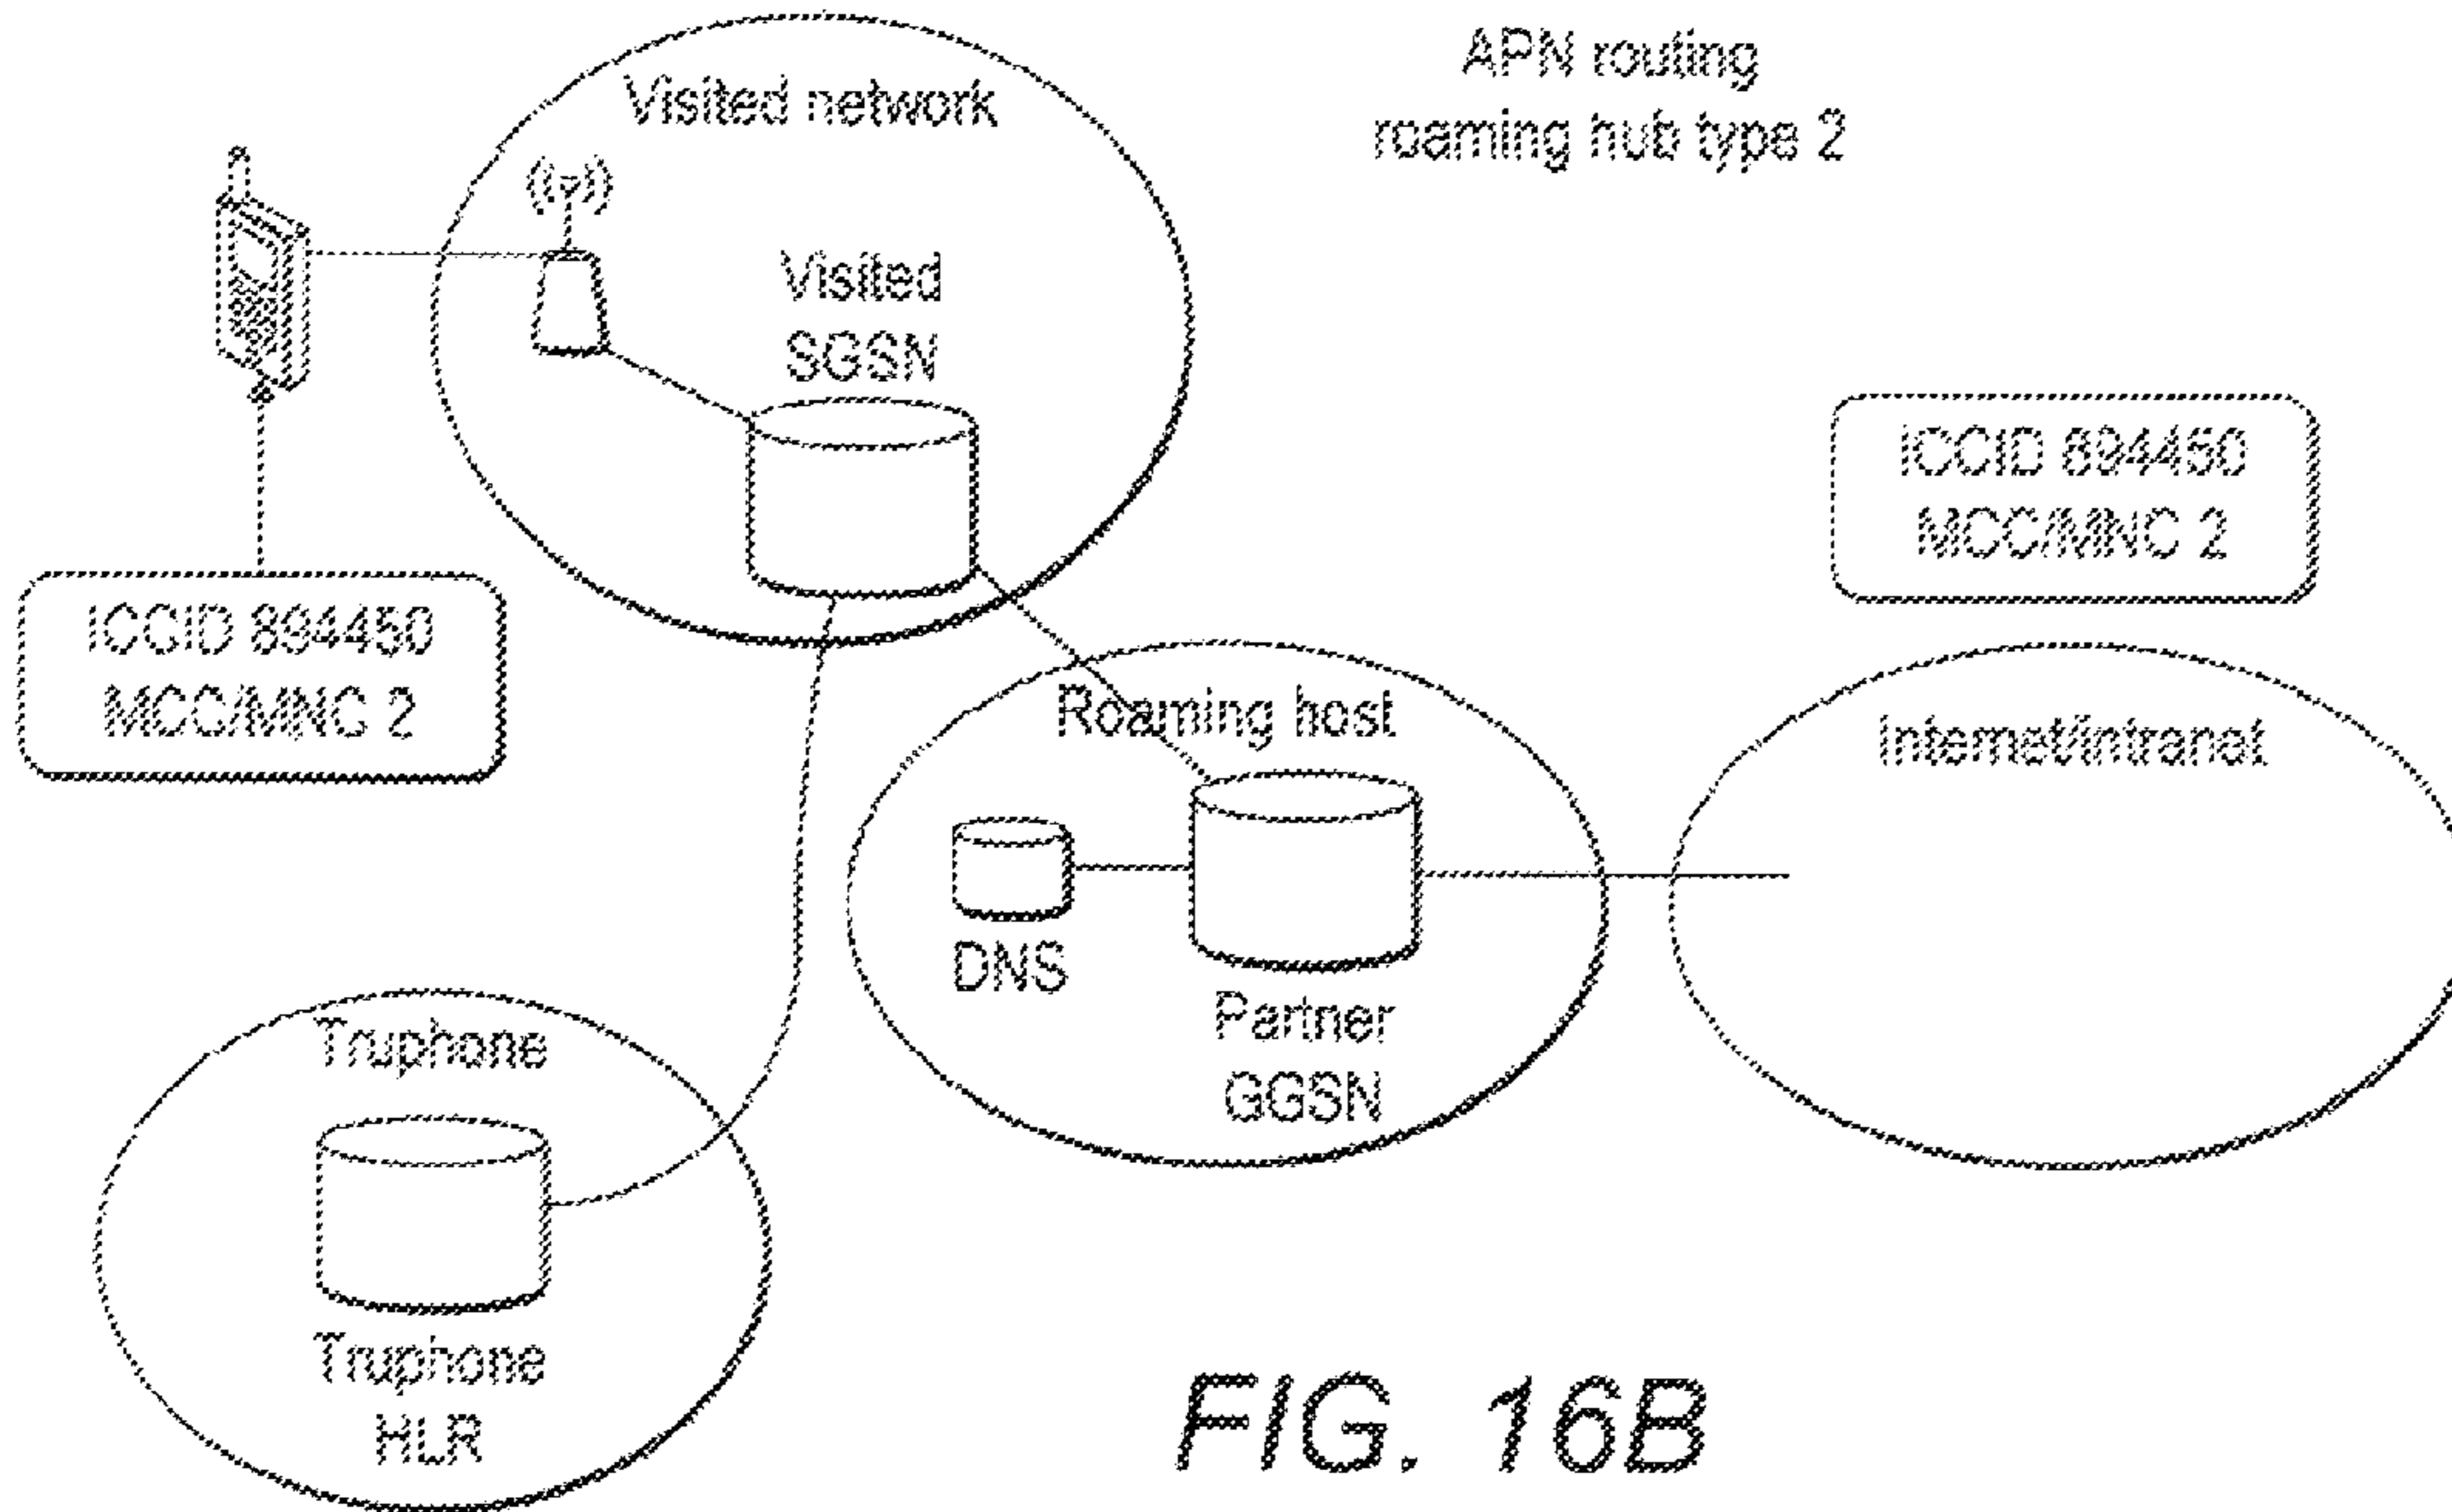 APN routing
roaming hub type 2
Visited network
Visited
SGSN
ICCID 894450
MCC/MNC 2
ICCID 894450
MCC/MNC 2
Roaming host
Internet/intranet
DNS
Partner
GGSN
Truphone
Truphone
HLR
FIG. 16B